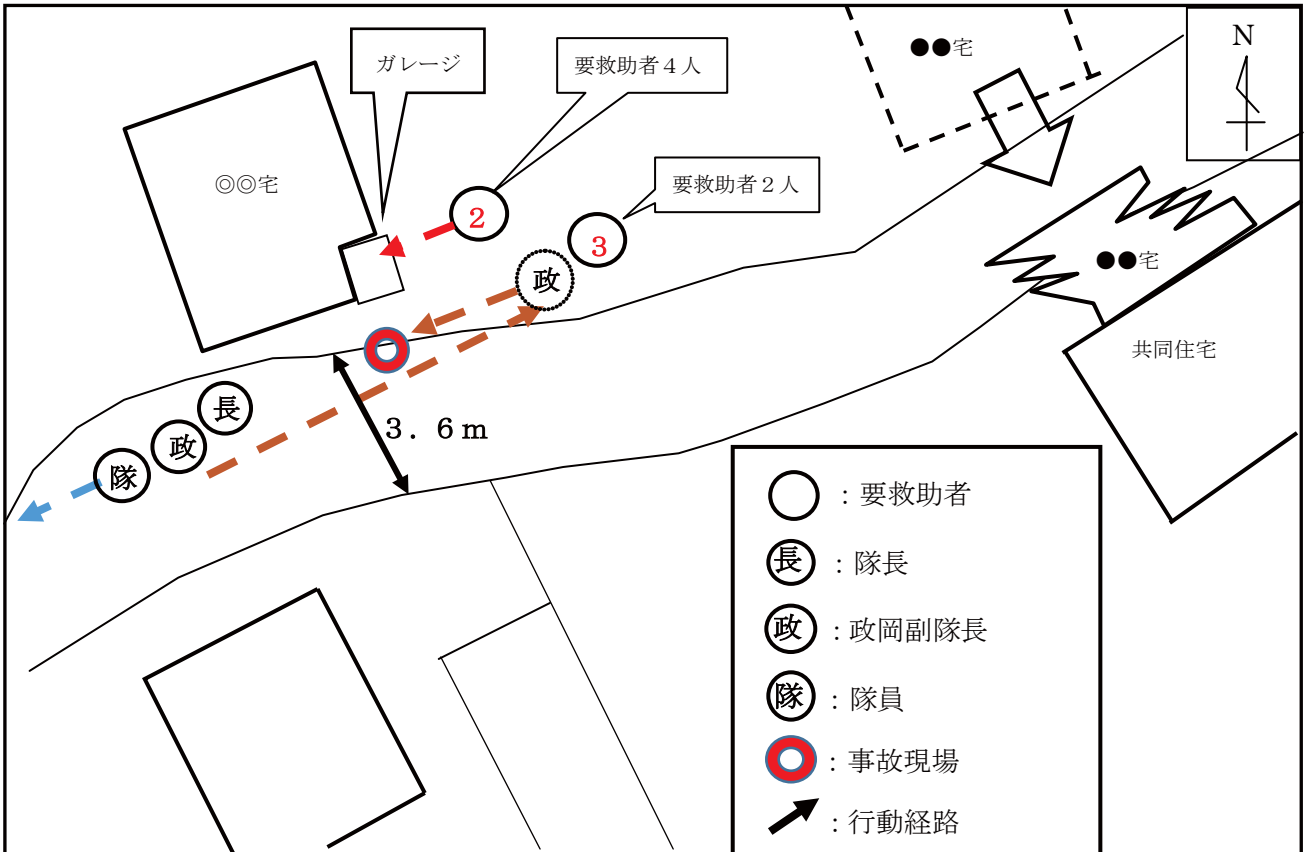 ●●宅
N
ガレージ
要救助者４人
◎◎宅
要救助者２人
2
3
政
●●宅
共同住宅
長
政
隊
３．６ｍ
：要救助者
長：隊長
政：政岡副隊長
隊：隊員
：事故現場
：行動経路